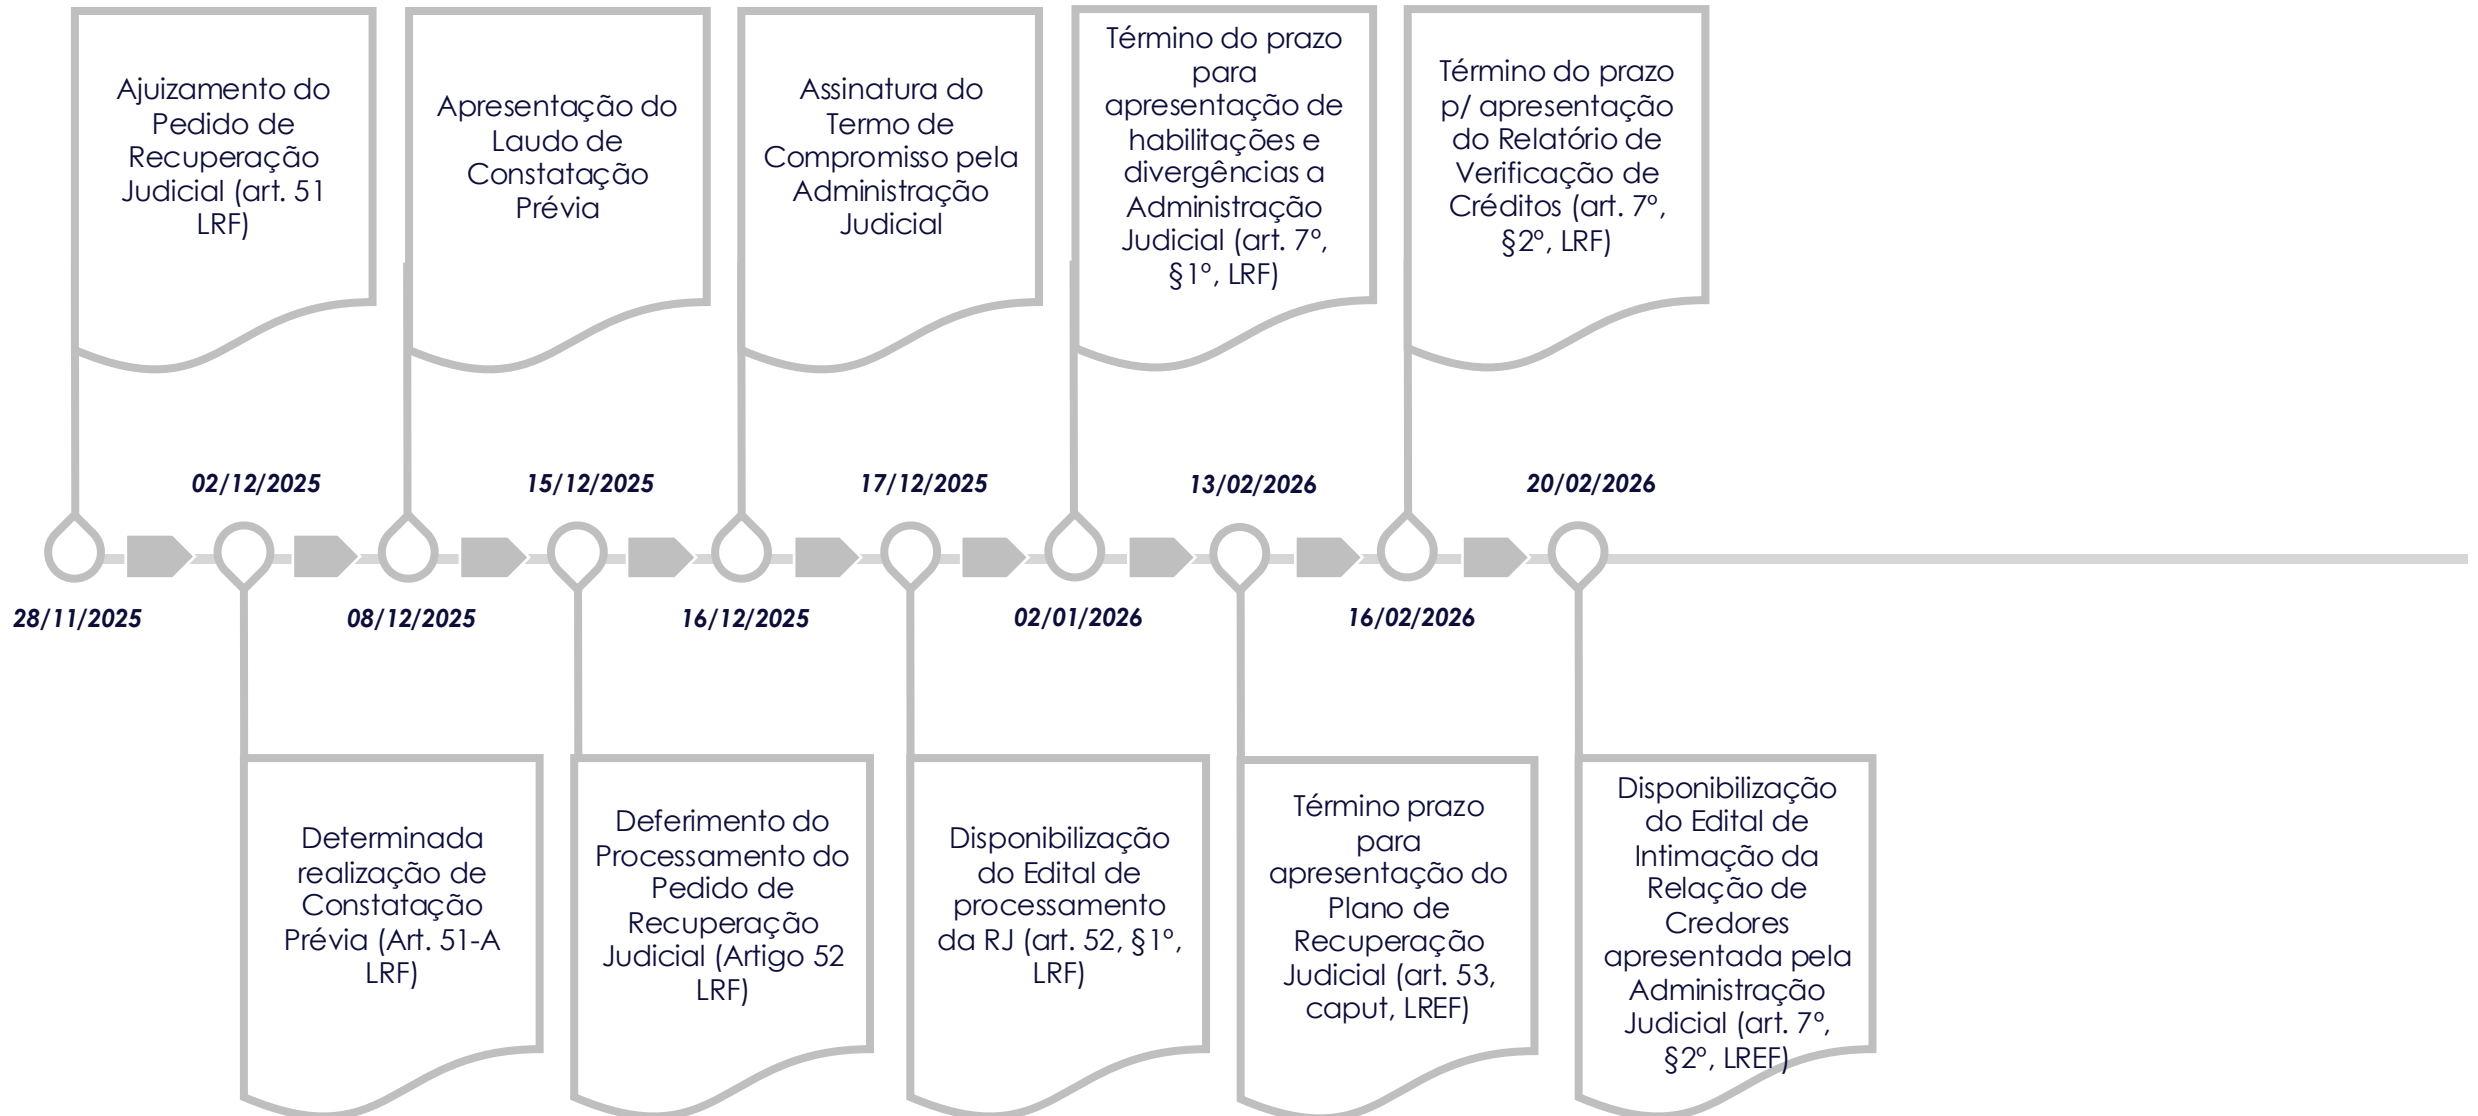 Ajuizamento do
Pedido de
Recuperação
Judicial (art. 51
LRF)
Apresentação do
Laudo de
Constatação
Prévia
Assinatura do
Termo de
Compromisso pela
Administração
Judicial
Término do prazo
para
apresentação de
habilitações e
divergências a
Administração
Judicial (art. 7º,
§1º, LRF)
Término do prazo
p/ apresentação
do Relatório de
Verificação de
Créditos (art. 7º,
§2º, LRF)
02/12/2025
15/12/2025
17/12/2025
13/02/2026
20/02/2026
28/11/2025
08/12/2025
16/12/2025
02/01/2026
16/02/2026
Determinada
realização de
Constatação
Prévia (Art. 51-A
LRF)
Deferimento do
Processamento do
Pedido de
Recuperação
Judicial (Artigo 52
LRF)
Disponibilização
do Edital de
processamento
da RJ (art. 52, §1º,
LRF)
Término prazo
para
apresentação do
Plano de
Recuperação
Judicial (art. 53,
caput, LREF)
Disponibilização
do Edital de
Intimação da
Relação de
Credores
apresentada pela
Administração
Judicial (art. 7º,
§2º, LREF)